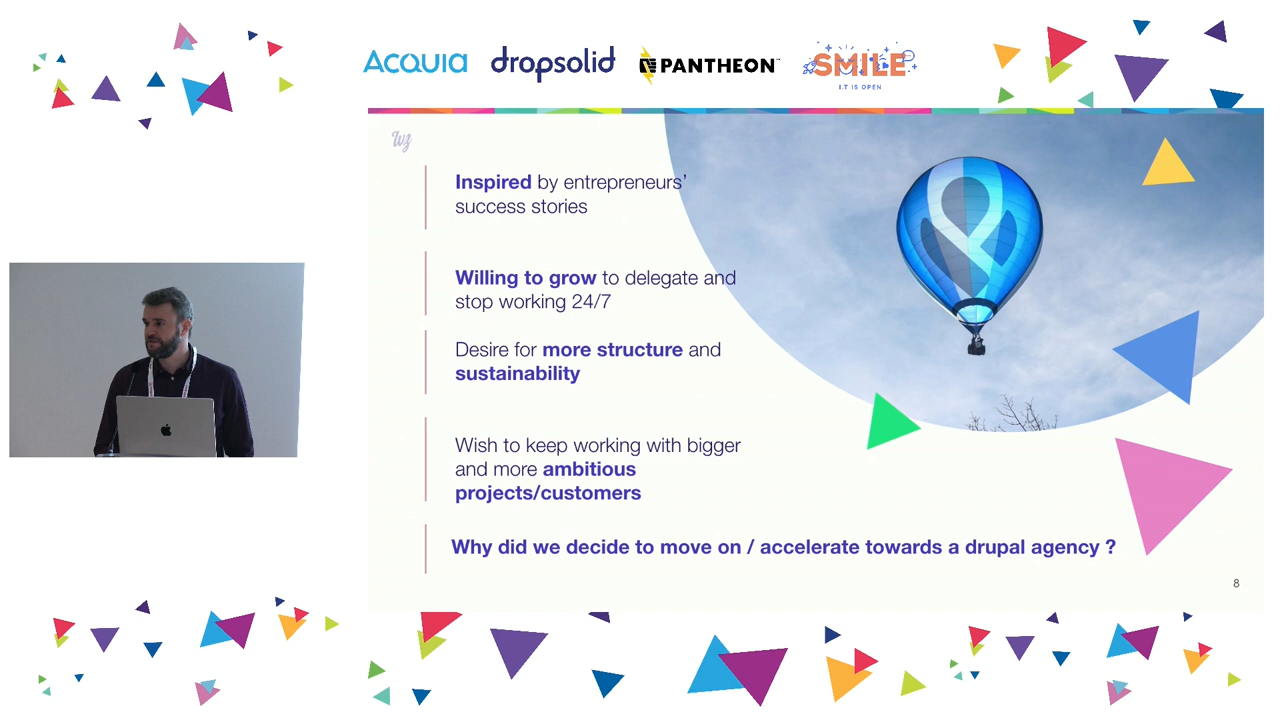 ACQUIA
dropsolid
PANTHEON
SMILE
I.T IS OPEN
Inspired by entrepreneurs’
success stories
Willing to grow to delegate and
stop working 24/7
Desire for more structure and
sustainability
Wish to keep working with bigger
and more ambitious
projects/customers
Why did we decide to move on / accelerate towards a drupal agency ?
8